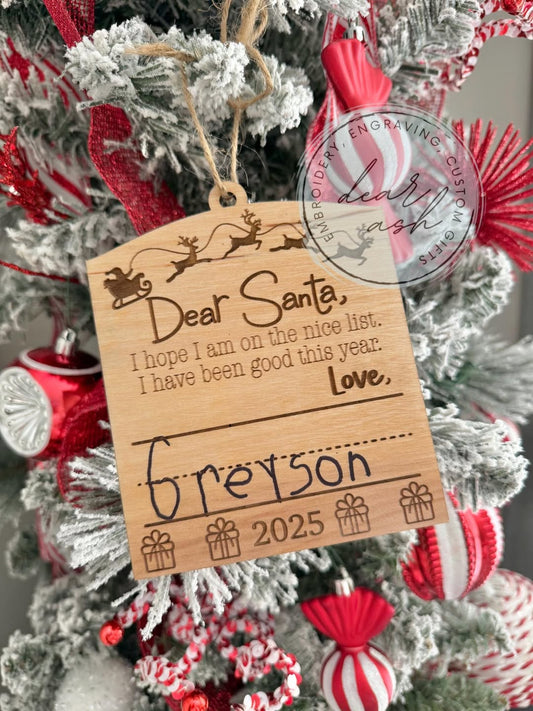 EMBROIDERY, ENGRAVING, CUSTOM GIFTS
dear
ash
Dear Santa,
I hope I am on the nice list.
I have been good this year.
Love,
Greyson
2025